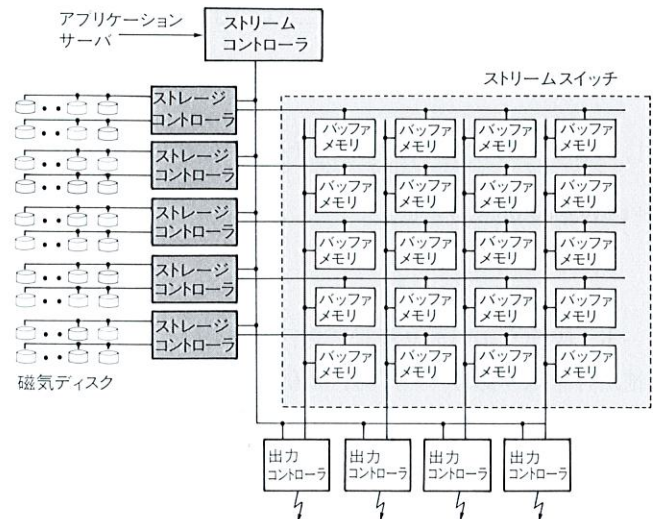 アプリケーション
サーバ
ストリーム
コントローラ
ストリームスイッチ
ストレージ
コントローラ
バッファ
メモリ
バッファ
メモリ
バッファ
メモリ
バッファ
メモリ
ストレージ
コントローラ
バッファ
メモリ
バッファ
メモリ
バッファ
メモリ
バッファ
メモリ
ストレージ
コントローラ
バッファ
メモリ
バッファ
メモリ
バッファ
メモリ
バッファ
メモリ
ストレージ
コントローラ
バッファ
メモリ
バッファ
メモリ
バッファ
メモリ
バッファ
メモリ
ストレージ
コントローラ
バッファ
メモリ
バッファ
メモリ
バッファ
メモリ
バッファ
メモリ
磁気ディスク
出力
コントローラ
出力
コントローラ
出力
コントローラ
出力
コントローラ